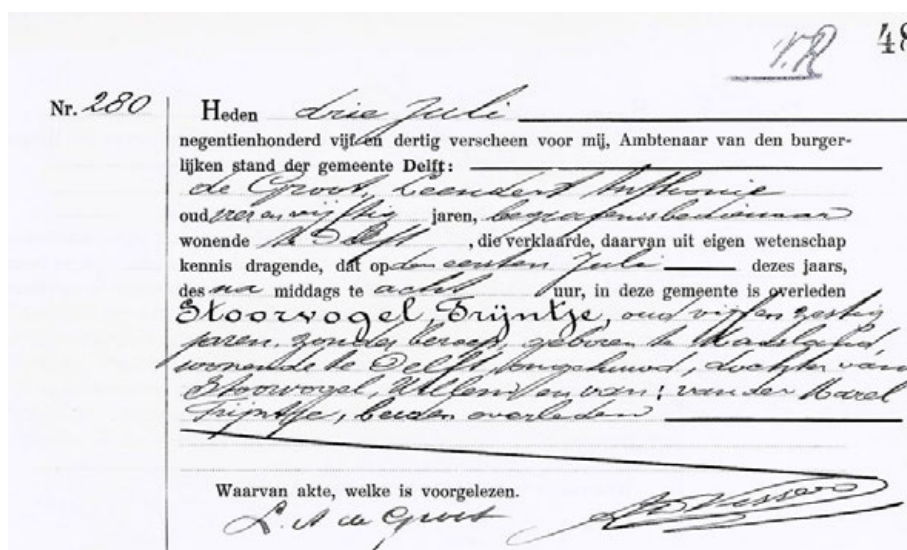 V.R 48
Nr. 280 Heden drie Juli
negentienhonderd vijf en dertig verscheen voor mij, Ambtenaar van den burger-
lijken stand der gemeente Delft:
de Groot, Leendert Anthonie
oud vier en vijftig jaren, begrafenisbedienaar
wonende te Delft, die verklaarde, daarvan uit eigen wetenschap
kennis dragende, dat op den eersten Juli dezes jaars,
des na middags te acht uur, in deze gemeente is overleden
Stoorvogel, Trijntje, oud vijf en zestig
jaren, zonder beroep, geboren te Maasland
wonende te Delft, ongehuwd, dochter van
Stoorvogel, Willem en van: van der Marel
Trijntje, beiden overleden
Waarvan akte, welke is voorgelezen.
L. A de Groot Visser